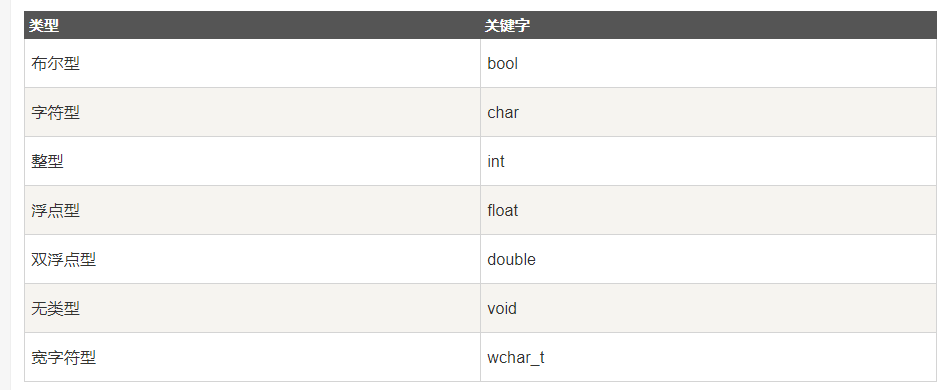 类型 关键字
布尔型 bool
字符型 char
整型 int
浮点型 float
双浮点型 double
无类型 void
宽字符型 wchar_t